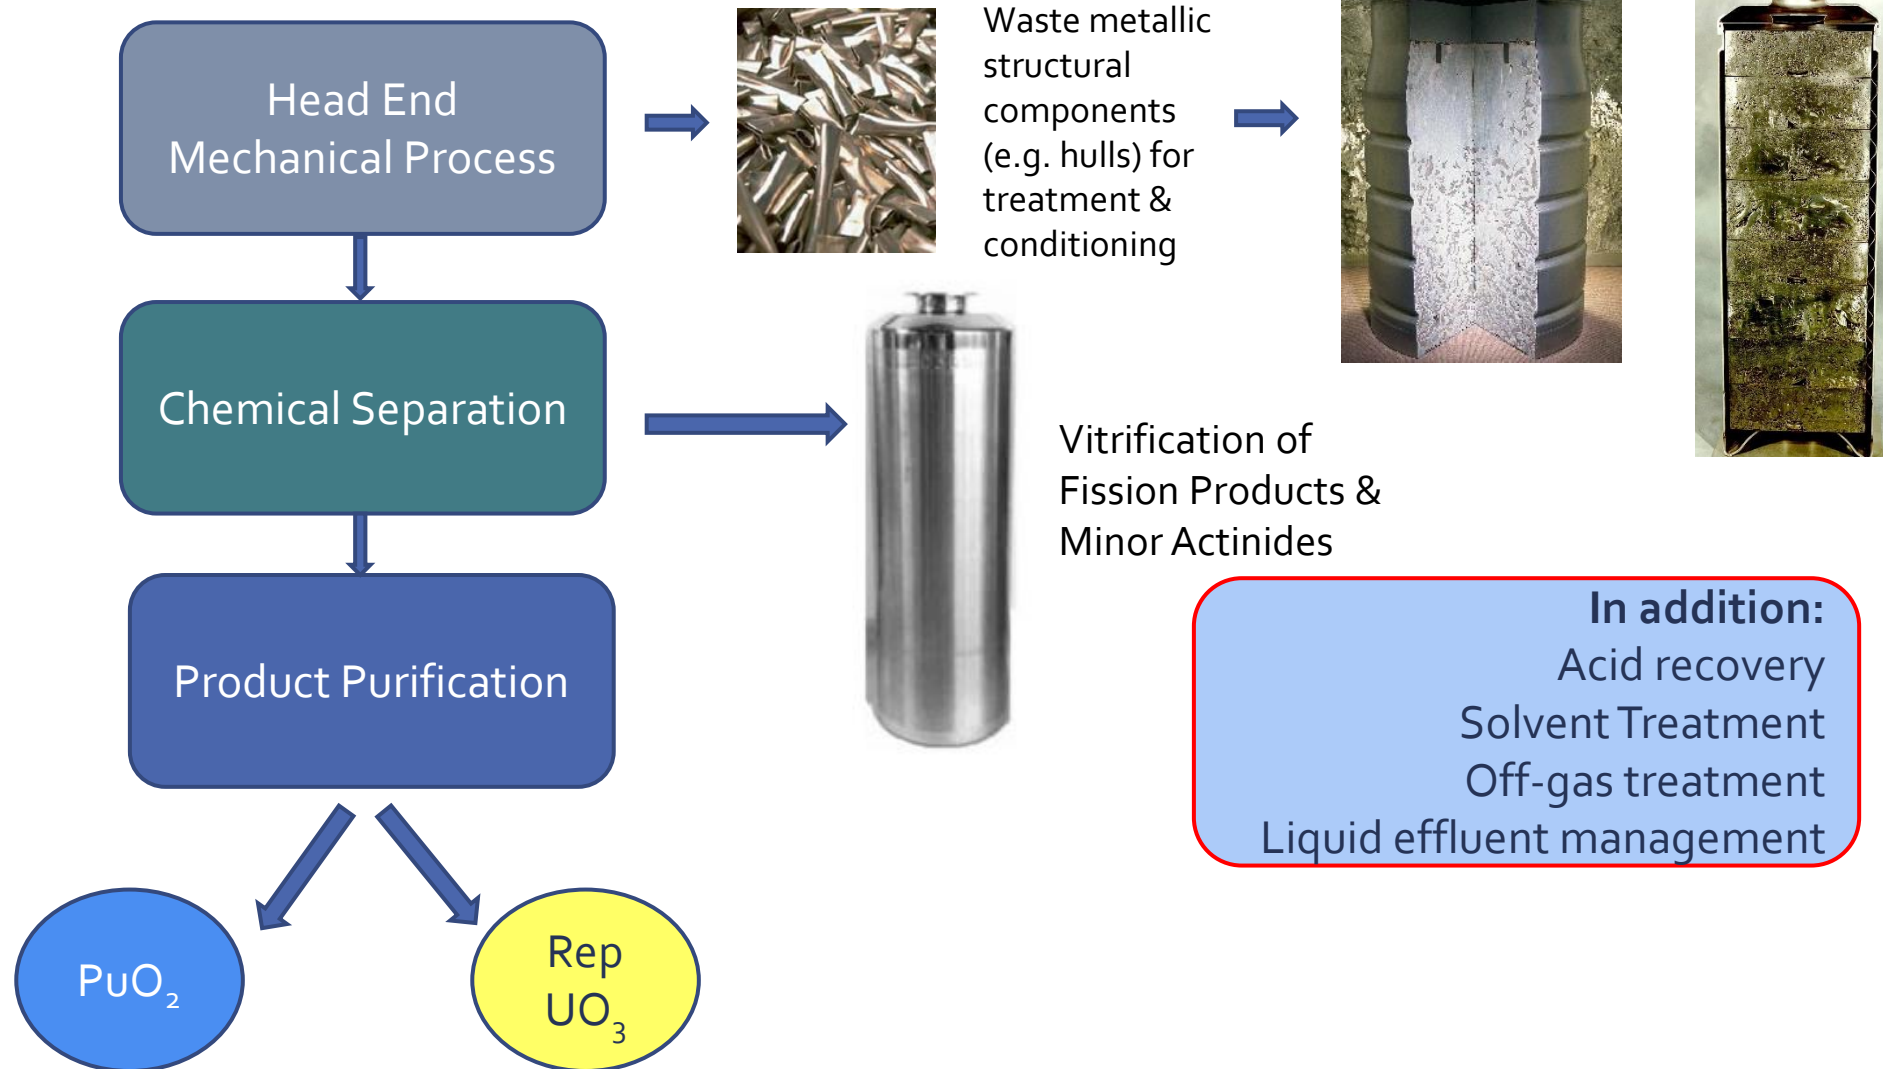 Head End
Mechanical Process
Waste metallic
structural
components
(e.g. hulls) for
treatment &
conditioning
Chemical Separation
Vitrification of
Fission Products &
Minor Actinides
Product Purification
In addition:
Acid recovery
Solvent Treatment
Off-gas treatment
Liquid effluent management
PuO₂
Rep
UO₃